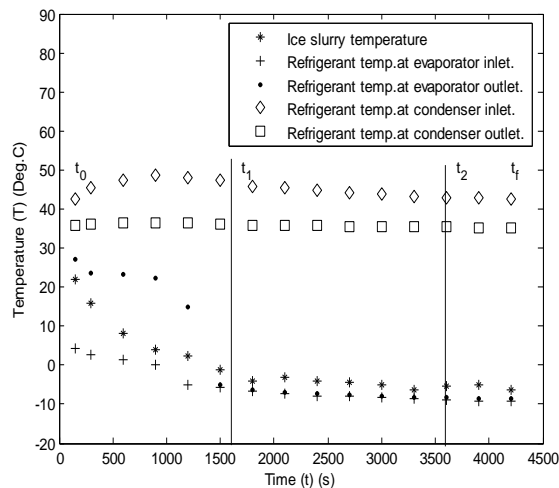 90
80
70
60
50
40
30
20
10
0
-10
-20
Temperature (T) (Deg.C)
Ice slurry temperature
Refrigerant temp.at evaporator inlet.
Refrigerant temp.at evaporator outlet.
Refrigerant temp.at condenser inlet.
Refrigerant temp.at condenser outlet.
t0 t1 t2 tf
0 500 1000 1500 2000 2500 3000 3500 4000 4500
Time (t) (s)